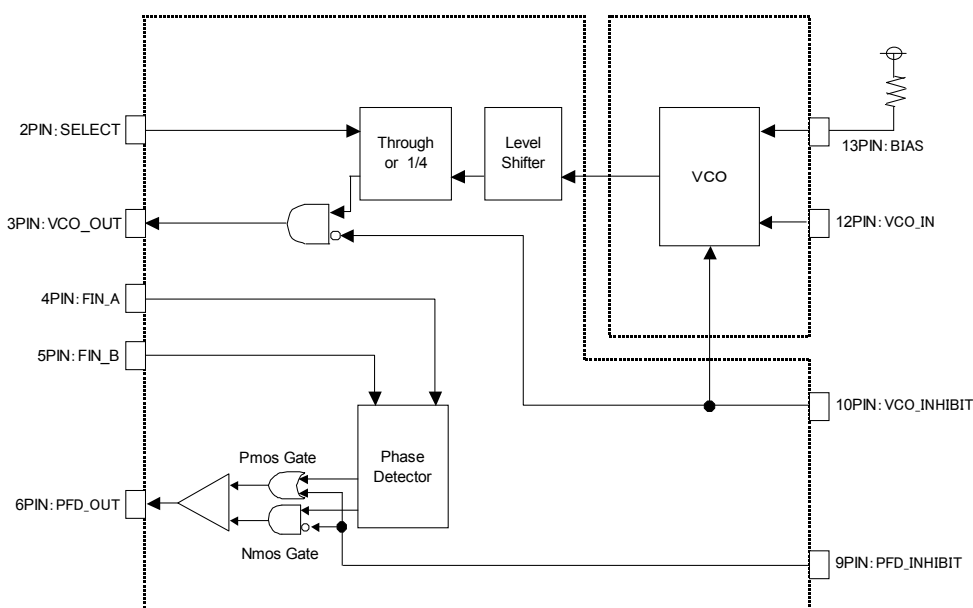 2PIN: SELECT
Through
or 1/4
Level
Shifter
VCO
13PIN: BIAS
3PIN: VCO_OUT
12PIN: VCO_IN
4PIN: FIN_A
5PIN: FIN_B
10PIN: VCO_INHIBIT
Pmos Gate
Phase
Detector
6PIN: PFD_OUT
Nmos Gate
9PIN: PFD_INHIBIT